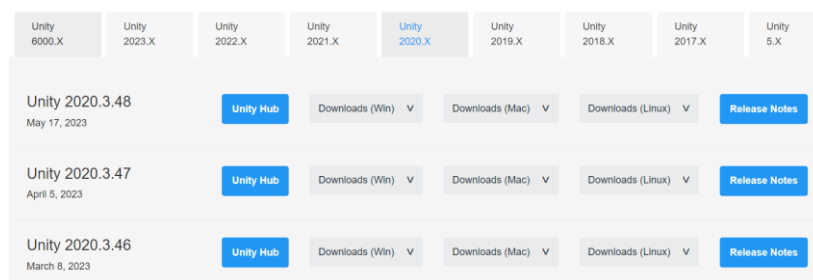 Unity Unity Unity Unity Unity Unity Unity Unity Unity
6000.X 2023.X 2022.X 2021.X 2020.X 2019.X 2018.X 2017.X 5.X
Unity 2020.3.48 Unity Hub Downloads (Win) V Downloads (Mac) V Downloads (Linux) V Release Notes
May 17, 2023
Unity 2020.3.47 Unity Hub Downloads (Win) V Downloads (Mac) V Downloads (Linux) V Release Notes
April 5, 2023
Unity 2020.3.46 Unity Hub Downloads (Win) V Downloads (Mac) V Downloads (Linux) V Release Notes
March 8, 2023